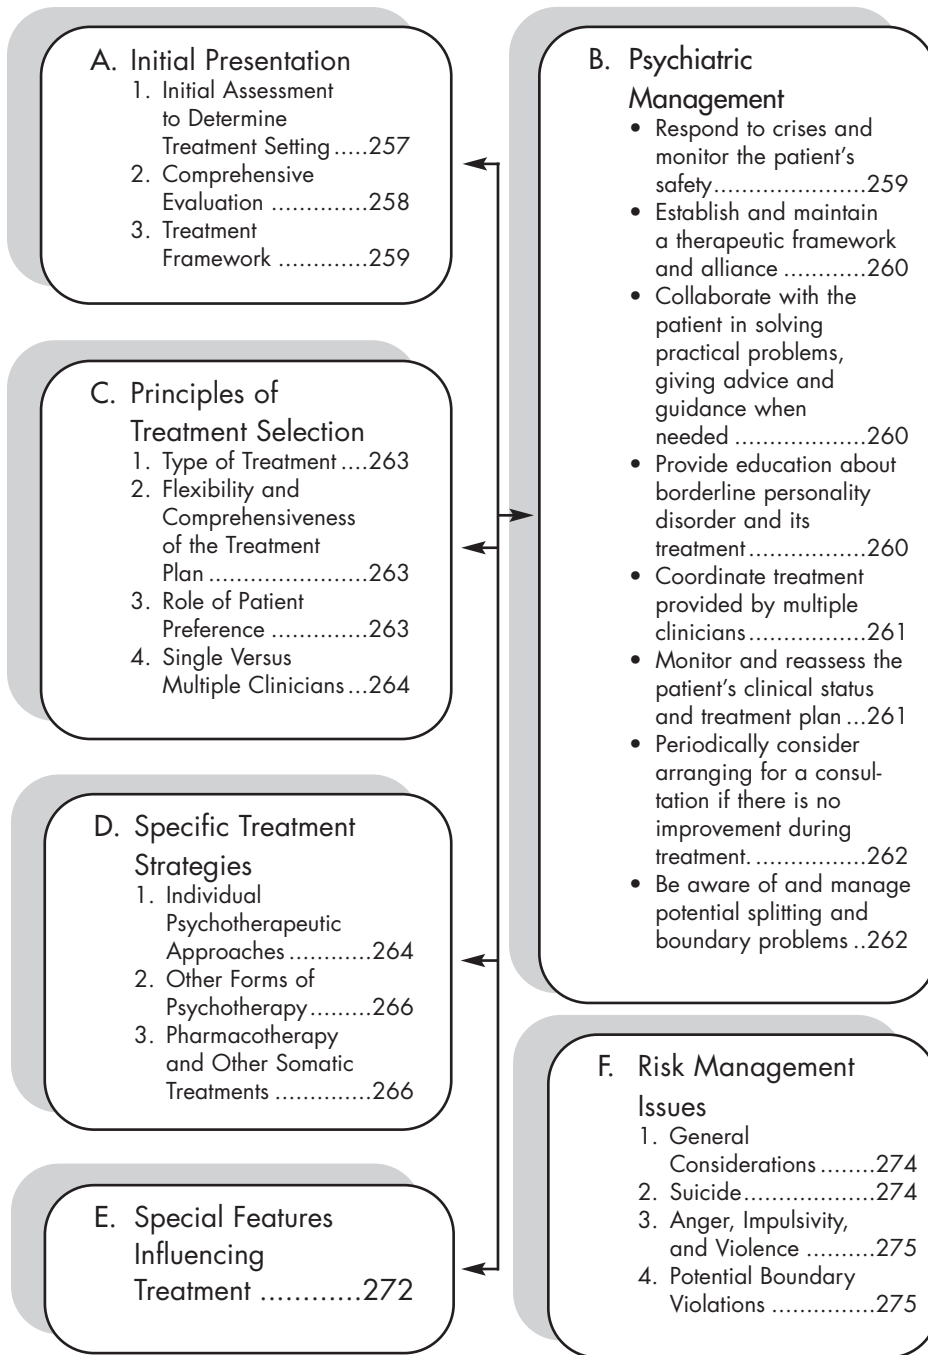 A. Initial Presentation
1. Initial Assessment
to Determine
Treatment Setting.....257
2. Comprehensive
Evaluation ..............258
3. Treatment
Framework .............259
B. Psychiatric
Management
• Respond to crises and
monitor the patient's
safety......................259
• Establish and maintain
a therapeutic framework
and alliance ............260
• Collaborate with the
patient in solving
practical problems,
giving advice and
guidance when
needed ...................260
• Provide education about
borderline personality
disorder and its
treatment.................260
• Coordinate treatment
provided by multiple
clinicians.................261
• Monitor and reassess the
patient's clinical status
and treatment plan ...261
• Periodically consider
arranging for a consul-
tation if there is no
improvement during
treatment. ................262
• Be aware of and manage
potential splitting and
boundary problems ..262
C. Principles of
Treatment Selection
1. Type of Treatment ....263
2. Flexibility and
Comprehensiveness
of the Treatment
Plan .......................263
3. Role of Patient
Preference ..............263
4. Single Versus
Multiple Clinicians...264
D. Specific Treatment
Strategies
1. Individual
Psychotherapeutic
Approaches ............264
2. Other Forms of
Psychotherapy.........266
3. Pharmacotherapy
and Other Somatic
Treatments ..............266
E. Special Features
Influencing
Treatment ............272
F. Risk Management
Issues
1. General
Considerations ........274
2. Suicide...................274
3. Anger, Impulsivity,
and Violence ..........275
4. Potential Boundary
Violations ...............275